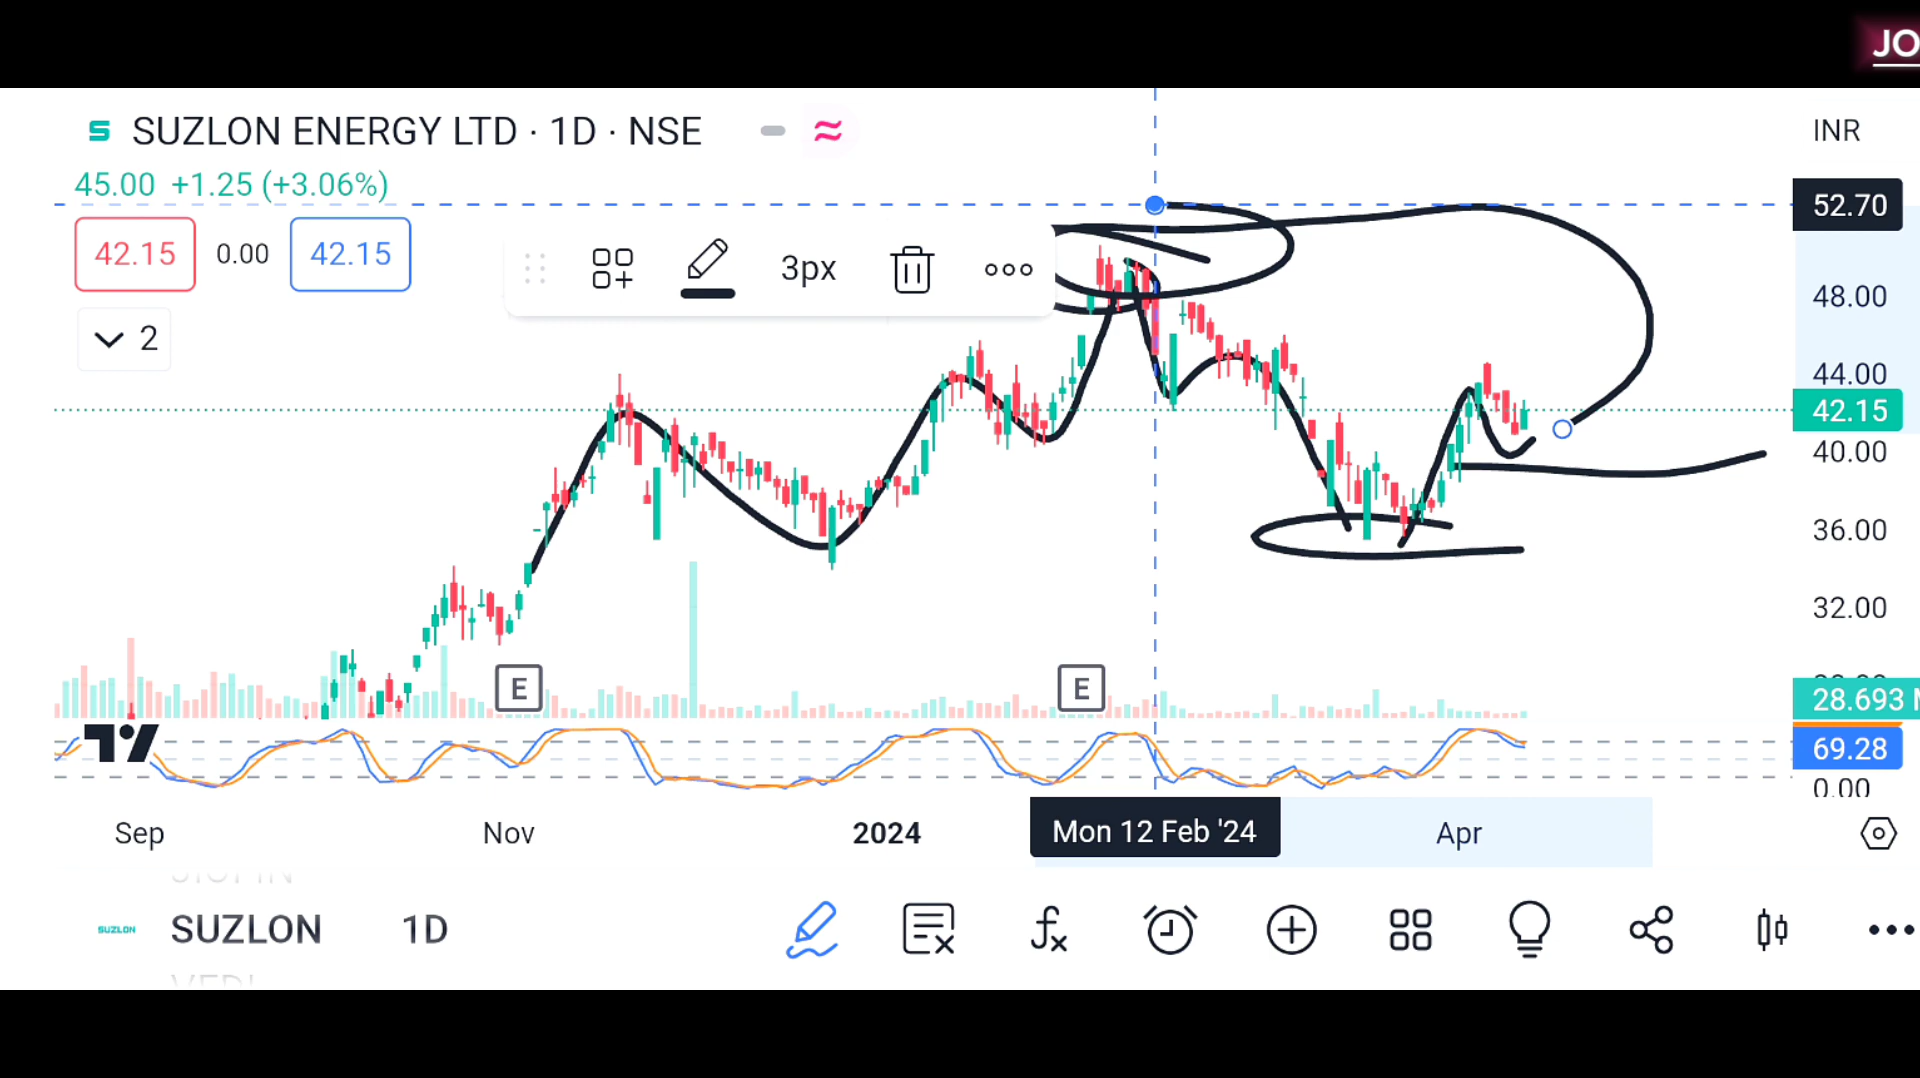 JO
SUZLON ENERGY LTD · 1D · NSE
INR
45.00 +1.25 (+3.06%)
52.70
42.15 0.00 42.15
3px
48.00
2
44.00
42.15
40.00
36.00
32.00
E E
28.693
69.28
0.00
Sep Nov 2024 Mon 12 Feb '24 Apr
SUZLON SUZLON 1D